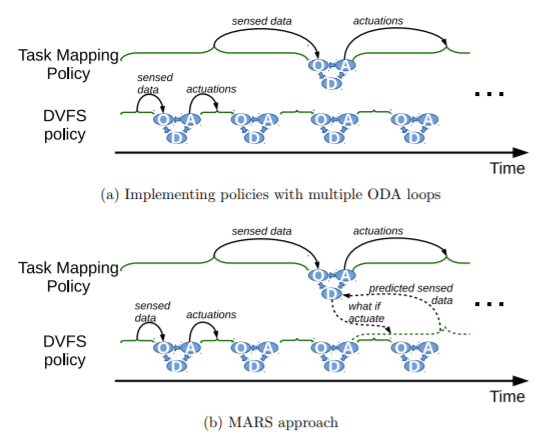 sensed data
actuations
Task Mapping
Policy
O A
D
sensed
data
actuations
...
DVFS
policy
O A O A O A O A
D D D D
Time
(a) Implementing policies with multiple ODA loops
sensed data
actuations
Task Mapping
Policy
O A
D
predicted sensed
data
what if
actuate
sensed
data
actuations
...
DVFS
policy
O A O A O A O A
D D D D
Time
(b) MARS approach